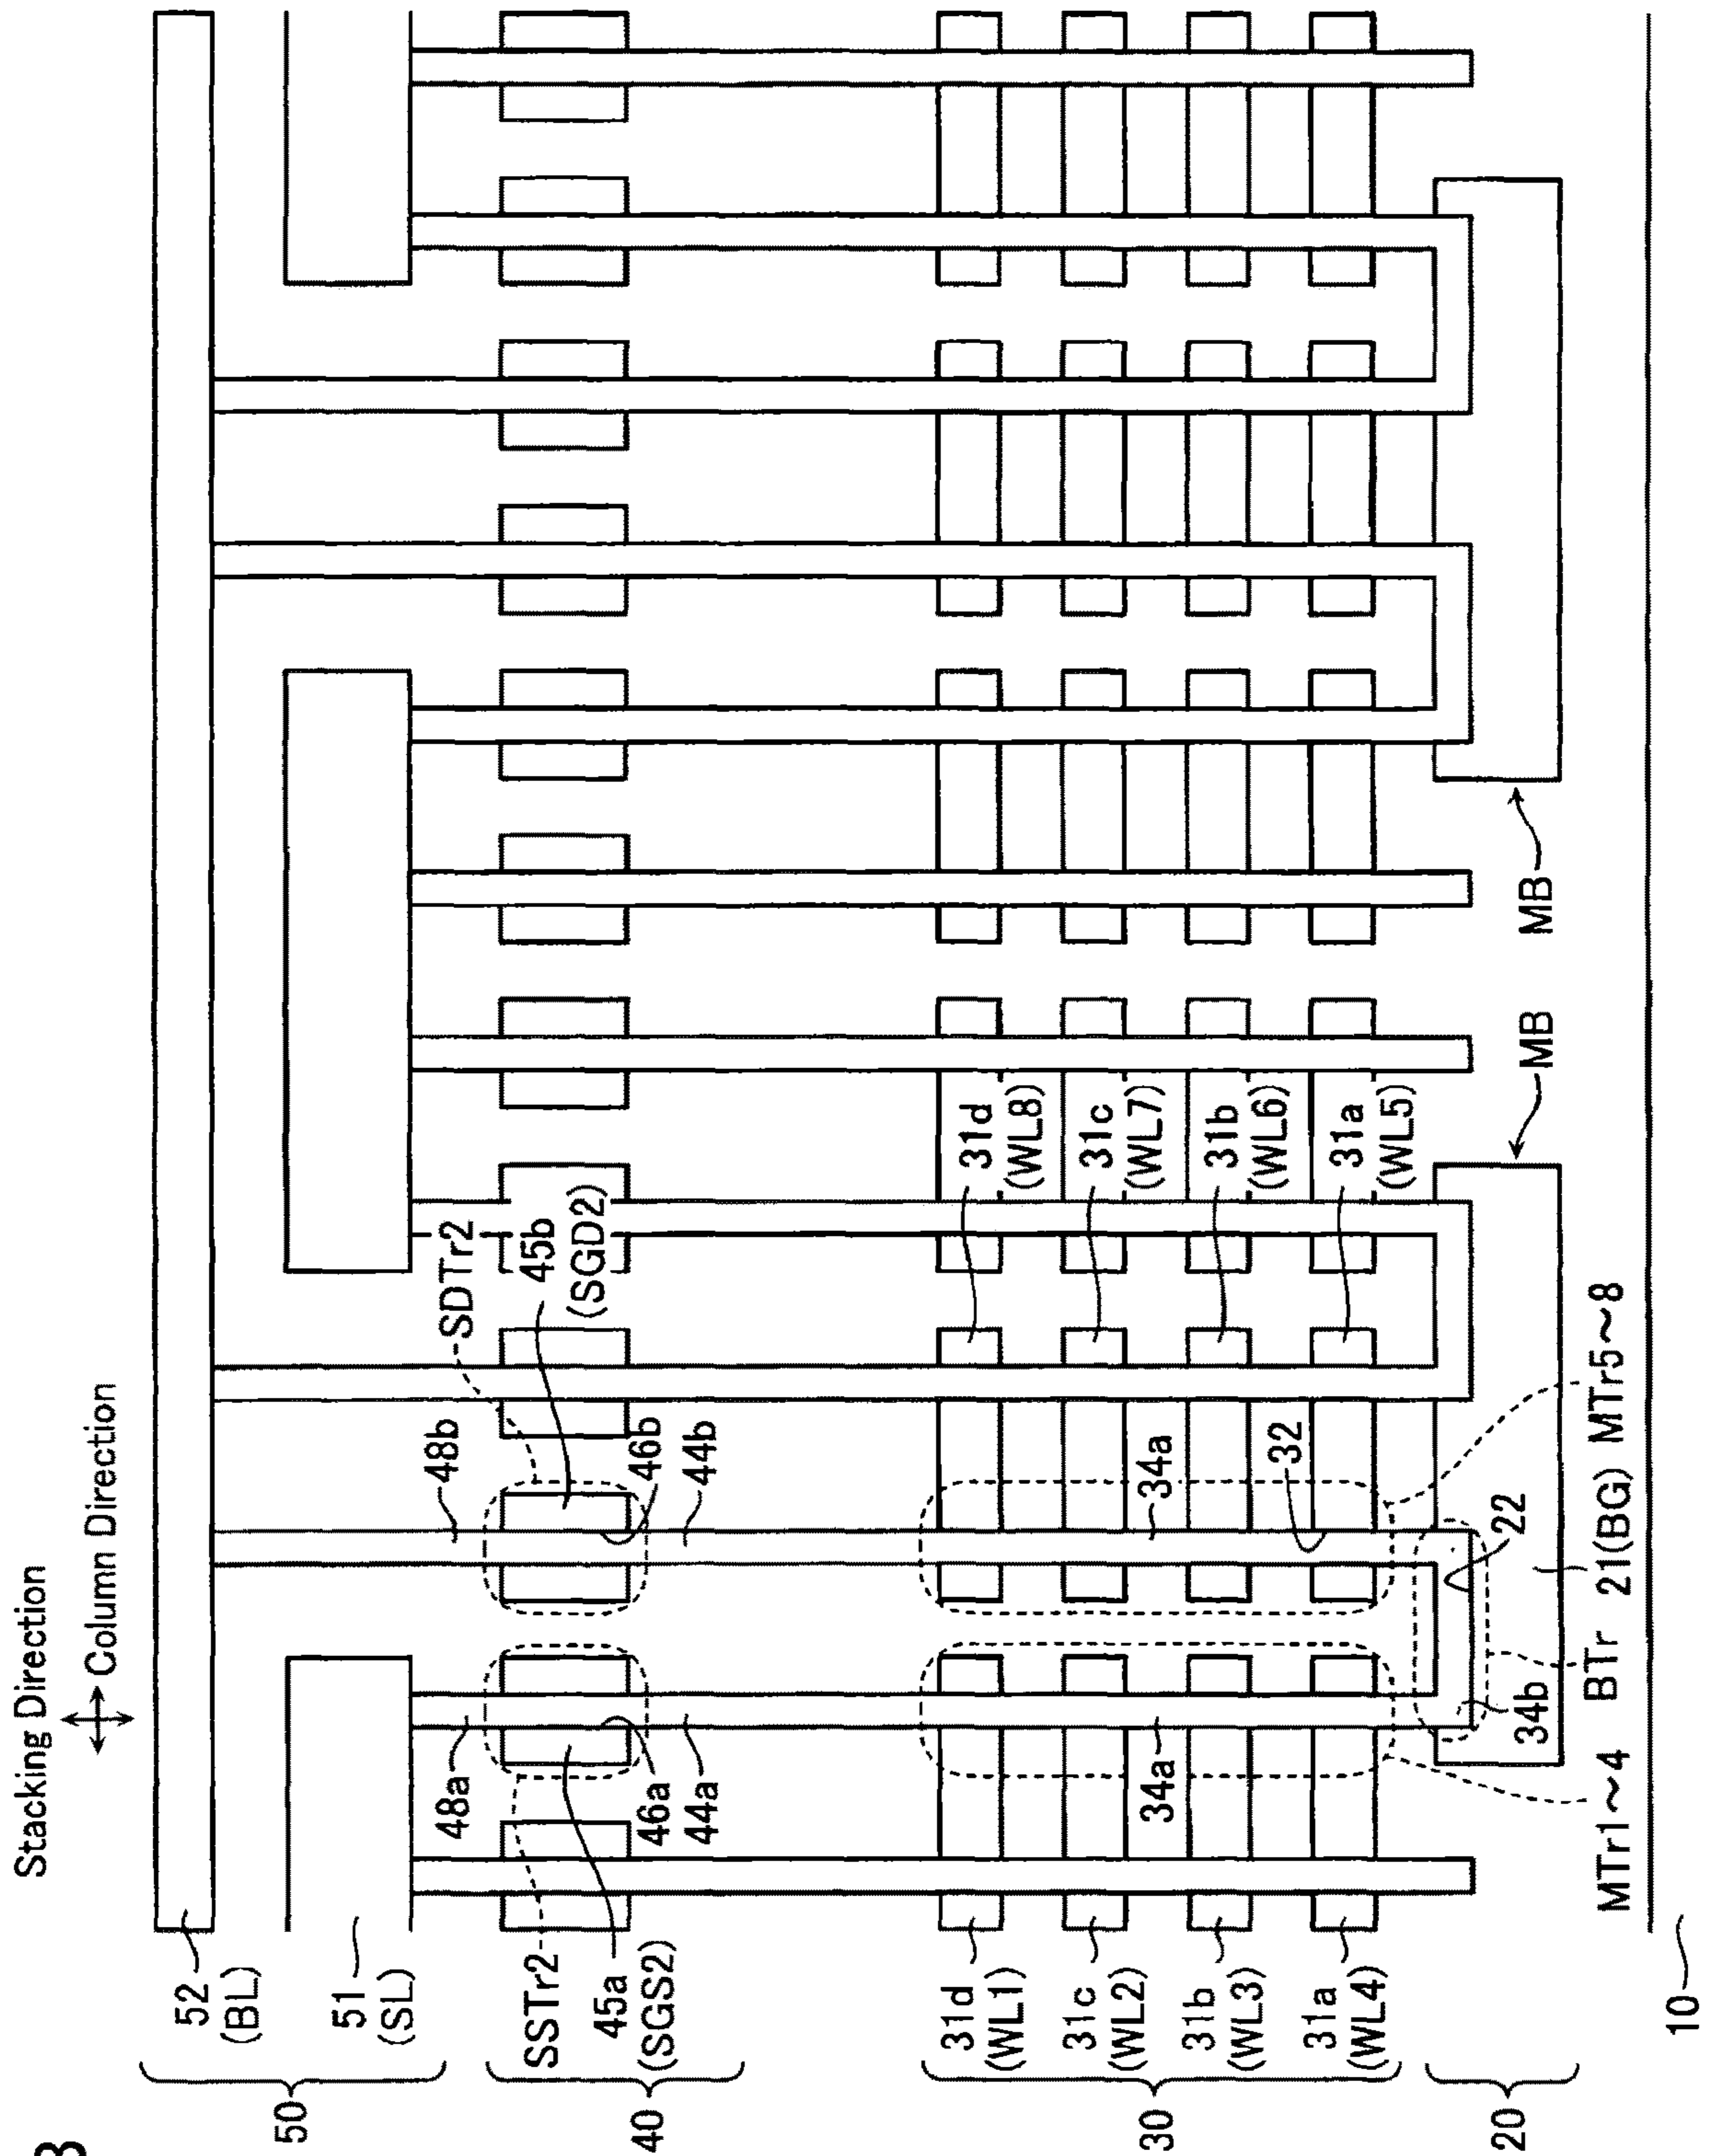 3
Stacking Direction
Column Direction
50
52
(BL)
51
(SL)
48a
48b
SDTr2
45b
(SGD2)
40
SSTr2
45a
(SGS2)
46a
44a
46b
44b
30
31d
(WL1)
31c
(WL2)
31b
(WL3)
31a
(WL4)
34a
34a
32
31d
(WL8)
31c
(WL7)
31b
(WL6)
31a
(WL5)
20
34b
22
MB
MB
MTr1~4
BTr
21(BG)
MTr5~8
10